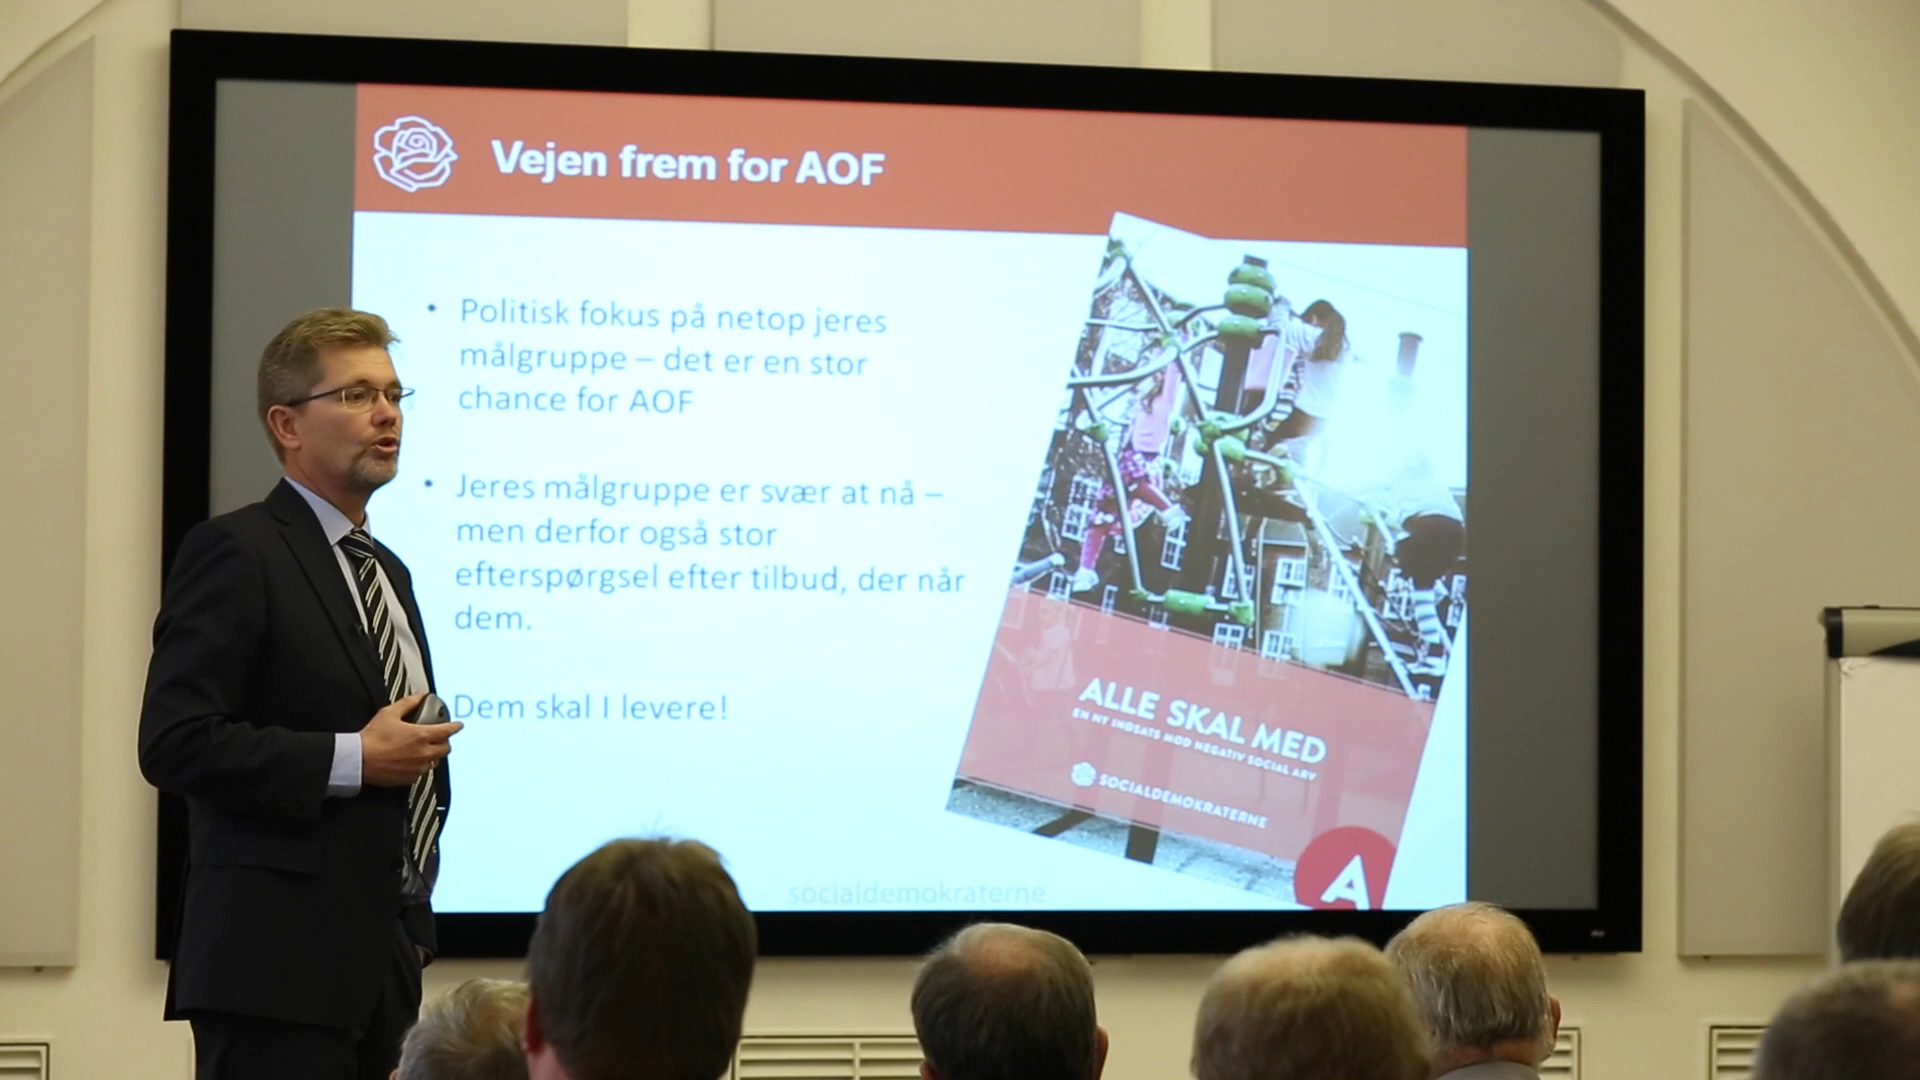 Vejen frem for AOF
• Politisk fokus på netop jeres
målgruppe – det er en stor
chance for AOF
• Jeres målgruppe er svær at nå –
men derfor også stor
efterspørgsel efter tilbud, der når
dem.
Dem skal I levere!
ALLE SKAL MED
EN NY INDSATS MOD NEGATIV SOCIAL ARV
SOCIALDEMOKRATERNE
A
socialdemokraterne